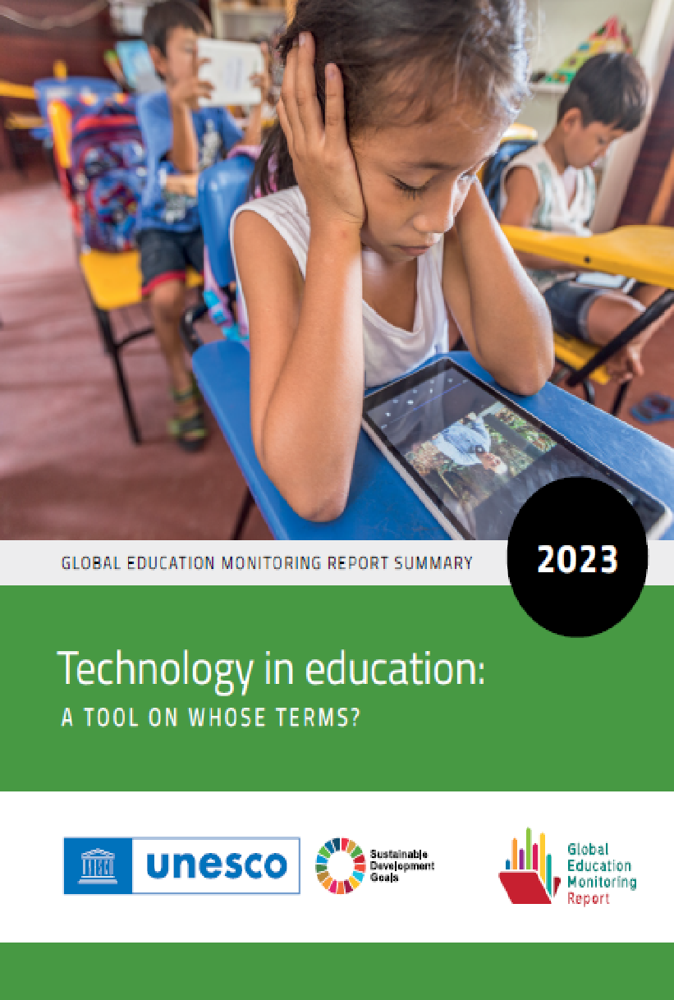 GLOBAL EDUCATION MONITORING REPORT SUMMARY
2023
Technology in education:
A TOOL ON WHOSE TERMS?
unesco
Sustainable
Development
Goals
Global
Education
Monitoring
Report